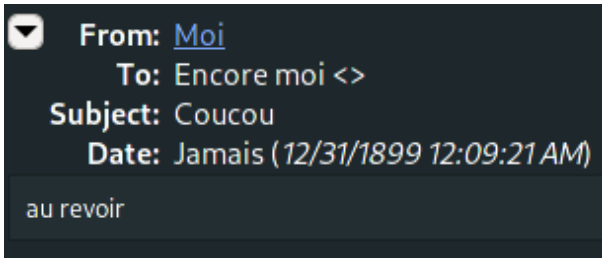 From: Moi
To: Encore moi <>
Subject: Coucou
Date: Jamais (12/31/1899 12:09:21 AM)
au revoir